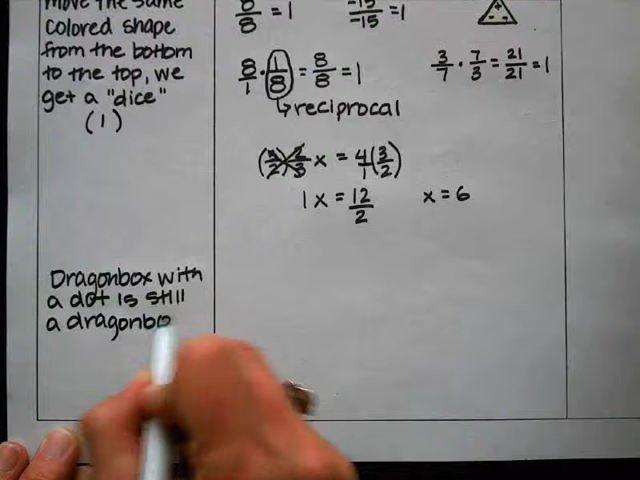 move the same
colored shape
from the bottom
to the top, we
get a "dice"
(1)
8/8 = 1
-15/-15 = 1
8/1 · 1/8 = 8/8 = 1
reciprocal
3/7 · 7/3 = 21/21 = 1
(3/2) 2/3 x = 4/1 (3/2)
1x = 12/2
x = 6
Dragonbox with
a dot is still
a dragonbo